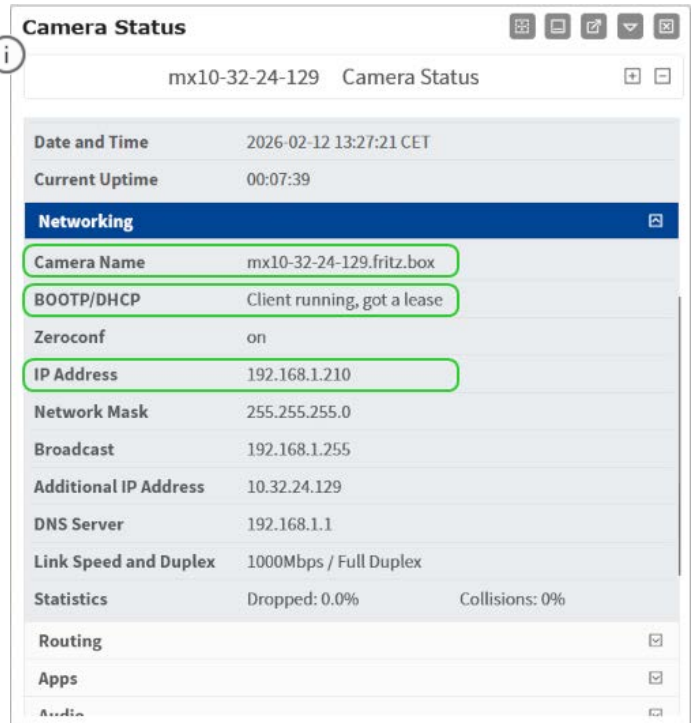 Camera Status
i
mx10-32-24-129 Camera Status
Date and Time 2026-02-12 13:27:21 CET
Current Uptime 00:07:39
Networking
Camera Name mx10-32-24-129.fritz.box
BOOTP/DHCP Client running, got a lease
Zeroconf on
IP Address 192.168.1.210
Network Mask 255.255.255.0
Broadcast 192.168.1.255
Additional IP Address 10.32.24.129
DNS Server 192.168.1.1
Link Speed and Duplex 1000Mbps / Full Duplex
Statistics Dropped: 0.0% Collisions: 0%
Routing
Apps
Audio